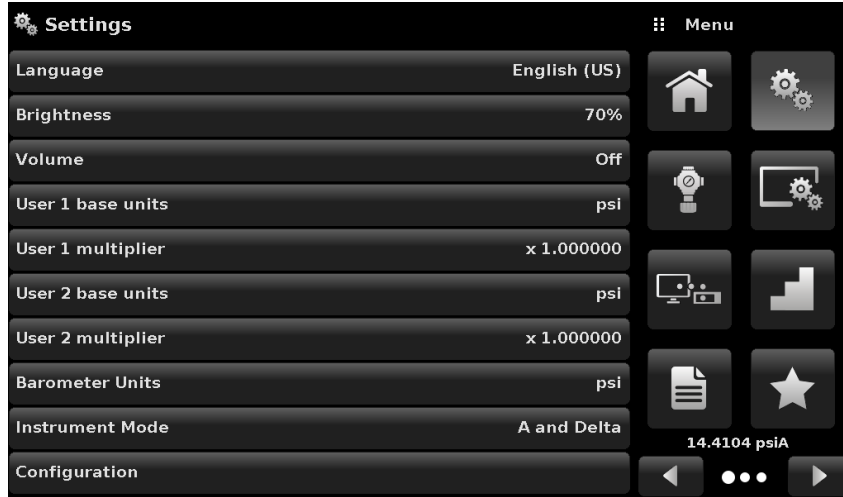 Settings
Menu
Language English (US)
Brightness 70%
Volume Off
User 1 base units psi
User 1 multiplier x 1.000000
User 2 base units psi
User 2 multiplier x 1.000000
Barometer Units psi
Instrument Mode A and Delta
Configuration
14.4104 psiA